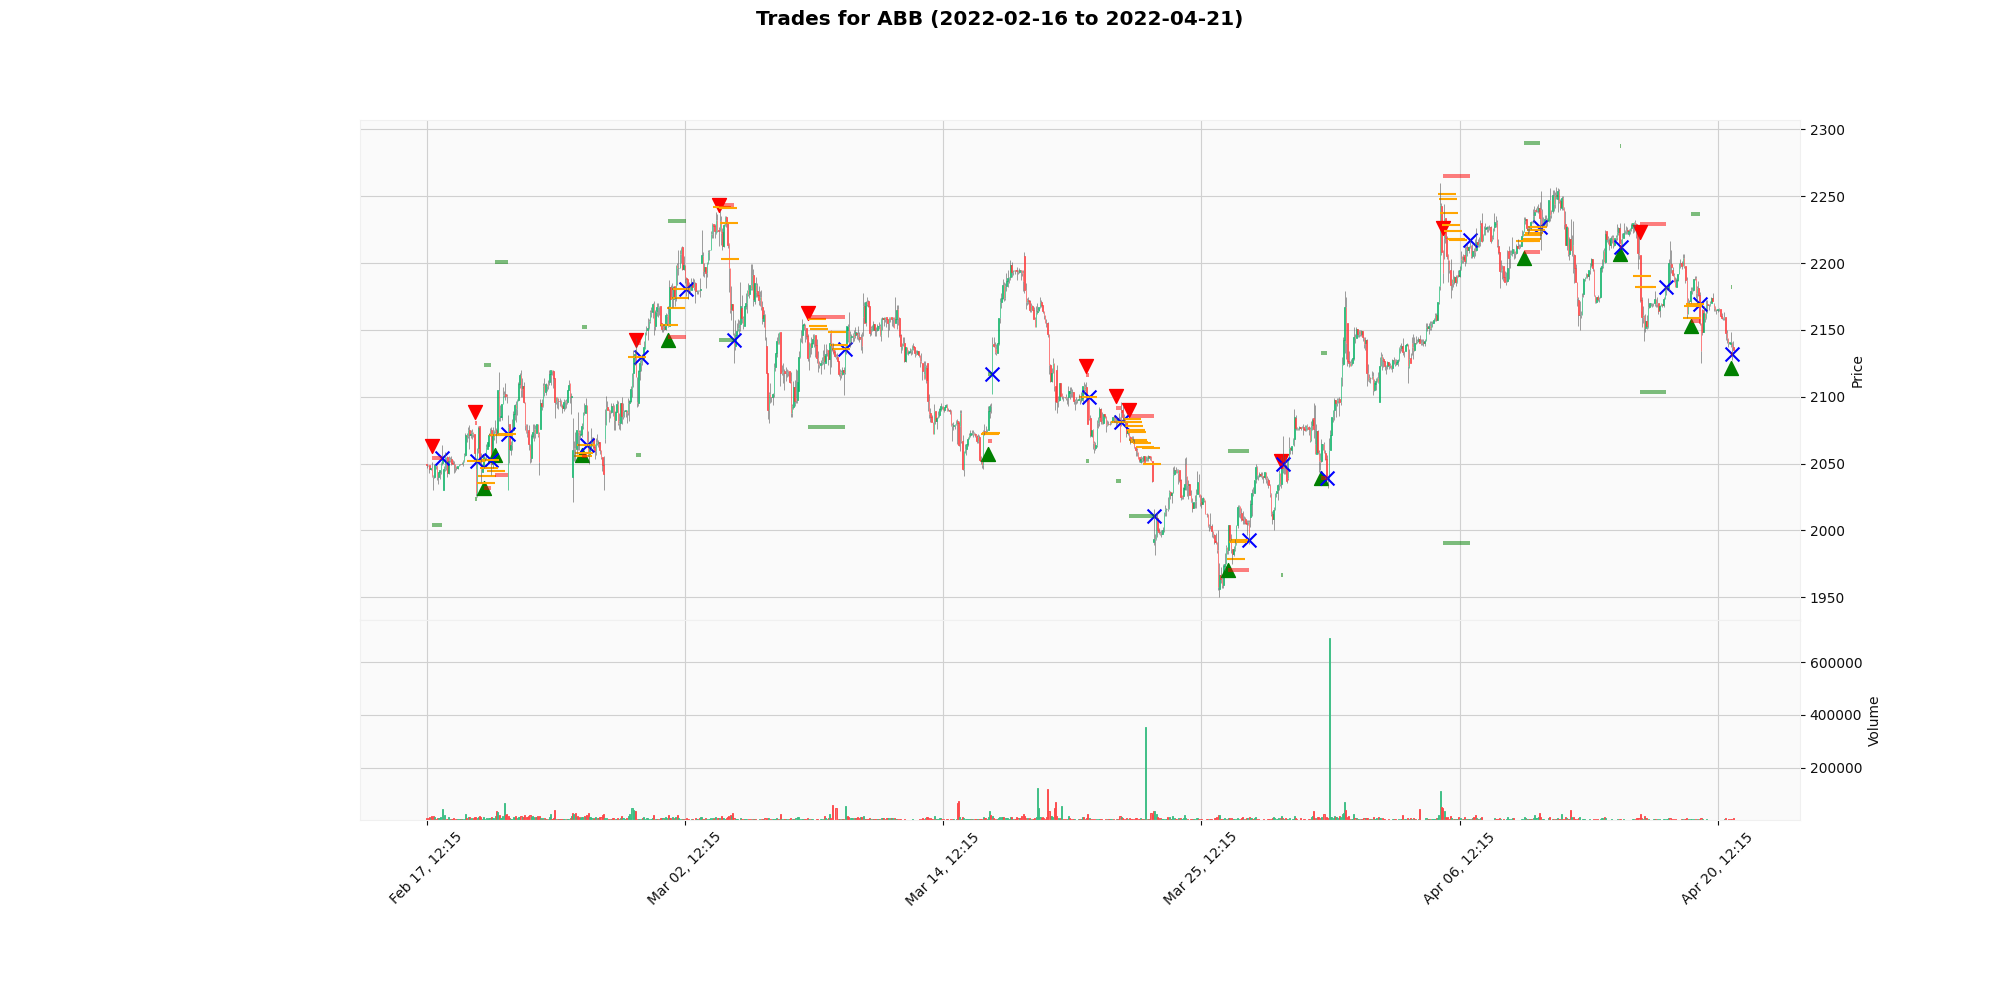 Trades for ABB (2022-02-16 to 2022-04-21)
2300
2250
2200
2150
2100
2050
2000
1950
Price
600000
400000
200000
Volume
Feb 17, 12:15
Mar 02, 12:15
Mar 14, 12:15
Mar 25, 12:15
Apr 06, 12:15
Apr 20, 12:15